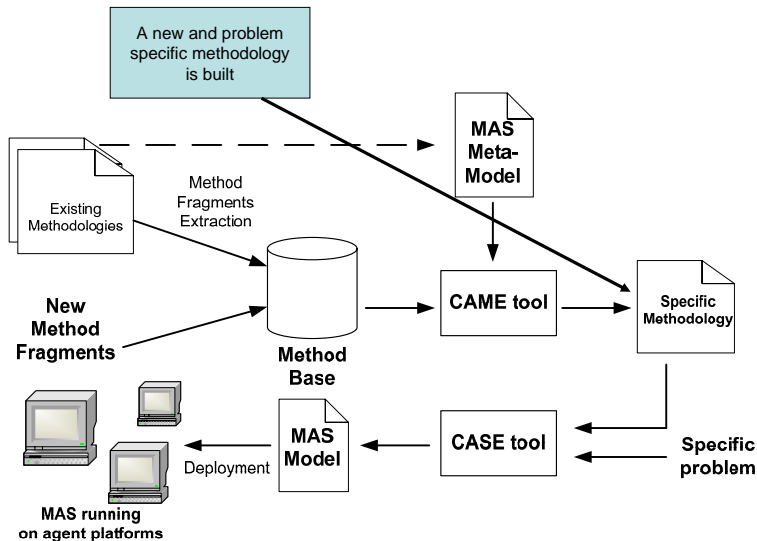 A new and problem
specific methodology
is built
MAS
Meta-
Model
Existing
Methodologies
Method
Fragments
Extraction
New
Method
Fragments
Method
Base
CAME tool
Specific
Methodology
MAS running
on agent platforms
Deployment
MAS
Model
CASE tool
Specific
problem